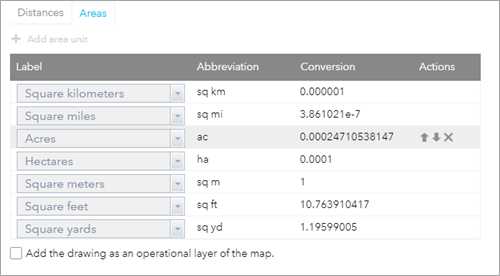 Distances Areas
+ Add area unit
Label Abbreviation Conversion Actions
Square kilometers sq km 0.000001
Square miles sq mi 3.861021e-7
Acres ac 0.00024710538147
Hectares ha 0.0001
Square meters sq m 1
Square feet sq ft 10.763910417
Square yards sq yd 1.19599005
Add the drawing as an operational layer of the map.